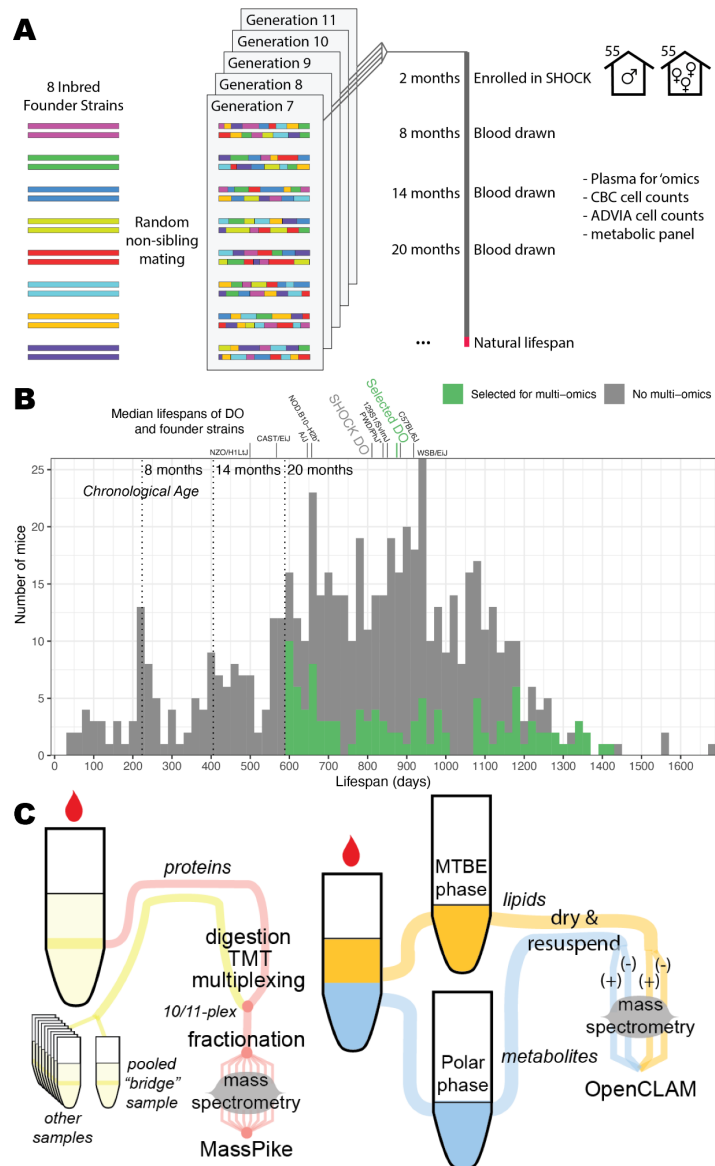 A
8 Inbred
Founder Strains
Random
non-sibling
mating
Generation 11
Generation 10
Generation 9
Generation 8
Generation 7
2 months
Enrolled in SHOCK
55
♂
55
♀♀♀♀
8 months
Blood drawn
14 months
Blood drawn
20 months
Blood drawn
- Plasma for 'omics
- CBC cell counts
- ADVIA cell counts
- metabolic panel
...
Natural lifespan
B
Selected for multi-omics
No multi-omics
Median lifespans of DO
and founder strains
NZO/H1LtJ
CAST/EiJ
A/J
NOD.B10-H2b*
SHOCK DO
PWD/PhJ*
129S1/SvImJ
Selected DO
C57BL/6J
WSB/EiJ
8 months
14 months
20 months
Chronological Age
Number of mice
25
20
15
10
5
0
0 100 200 300 400 500 600 700 800 900 1000 1100 1200 1300 1400 1500 1600
Lifespan (days)
C
proteins
digestion
TMT
multiplexing
10/11-plex
fractionation
mass
spectrometry
MassPike
other
samples
pooled
"bridge"
sample
MTBE
phase
lipids
dry &
resuspend
(+)
(-)
(+)
(-)
mass
spectrometry
OpenCLAM
Polar
phase
metabolites